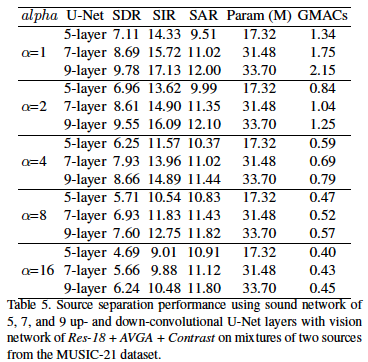 alpha U-Net SDR SIR SAR Param (M) GMACs
5-layer 7.11 14.33 9.51 17.32 1.34
α=1 7-layer 8.69 15.72 11.02 31.48 1.75
9-layer 9.78 17.13 12.00 33.70 2.15
5-layer 6.96 13.62 9.99 17.32 0.84
α=2 7-layer 8.61 14.90 11.35 31.48 1.04
9-layer 9.55 16.09 12.10 33.70 1.25
5-layer 6.25 11.57 10.37 17.32 0.59
α=4 7-layer 7.93 13.96 11.02 31.48 0.69
9-layer 8.66 14.89 11.44 33.70 0.79
5-layer 5.71 10.54 10.83 17.32 0.47
α=8 7-layer 6.93 11.83 11.43 31.48 0.52
9-layer 7.60 12.75 11.82 33.70 0.57
5-layer 4.69 9.01 10.91 17.32 0.40
α=16 7-layer 5.66 9.88 11.12 31.48 0.43
9-layer 6.24 10.48 11.80 33.70 0.45
Table 5. Source separation performance using sound network of
5, 7, and 9 up- and down-convolutional U-Net layers with vision
network of Res-18 + AVGA + Contrast on mixtures of two sources
from the MUSIC-21 dataset.